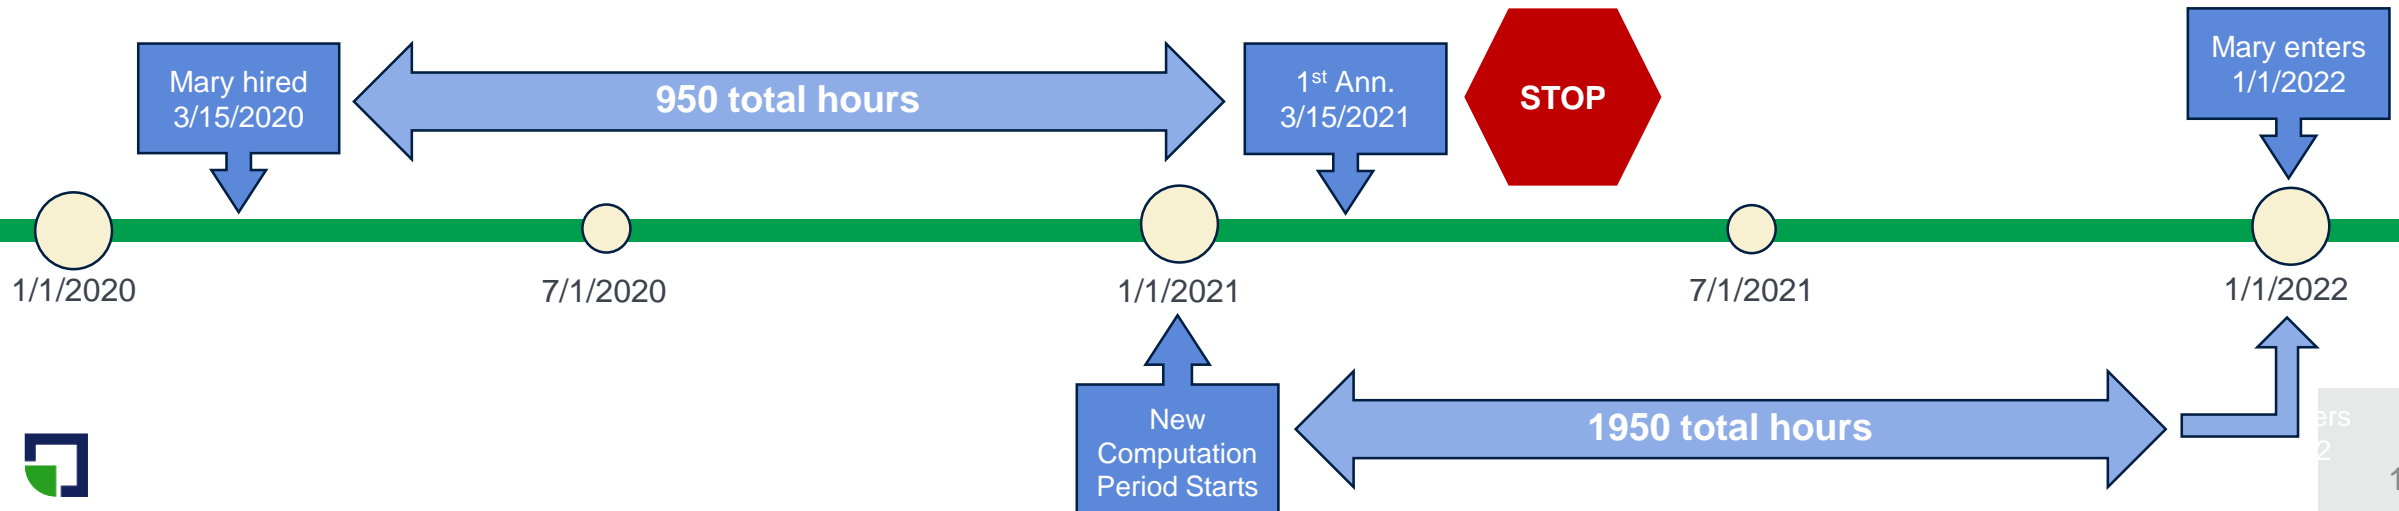 Mary hired
3/15/2020
950 total hours
1st Ann.
3/15/2021
STOP
Mary enters
1/1/2022
1/1/2020
7/1/2020
1/1/2021
7/1/2021
1/1/2022
New
Computation
Period Starts
1950 total hours